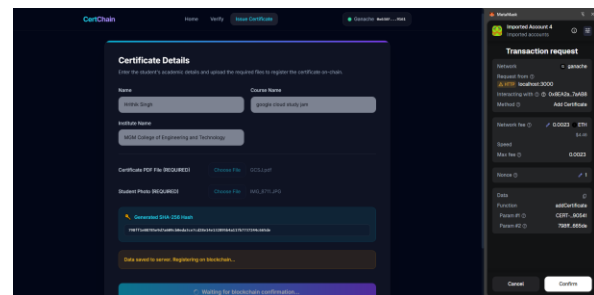 CertChain
Home Verify Issue Certificate
Certificate Details
Enter the student's academic details and upload the required files to register the certificate on-chain.
Name
Course Name
google cloud study jam
Institute Name
MGM College of Engineering and Technology
Certificate PDF File (REQUIRED) Choose File
Student Photo (REQUIRED) Choose File
Generated SHA-256 Hash
Data saved to server. Registering on blockchain...
Waiting for blockchain confirmation...
MetaMask
Imported Account 4
Imported accounts
Transaction request
Network ganache
Request from
HTTP localhost:3000
Interacting with
Method Add Certificate
Network fee 0.0023 ETH
Speed
Max fee 0.0023
Nonce 1
Data
Function addCertificate
Param #1 CERT-...90541
Param #2
Cancel Confirm